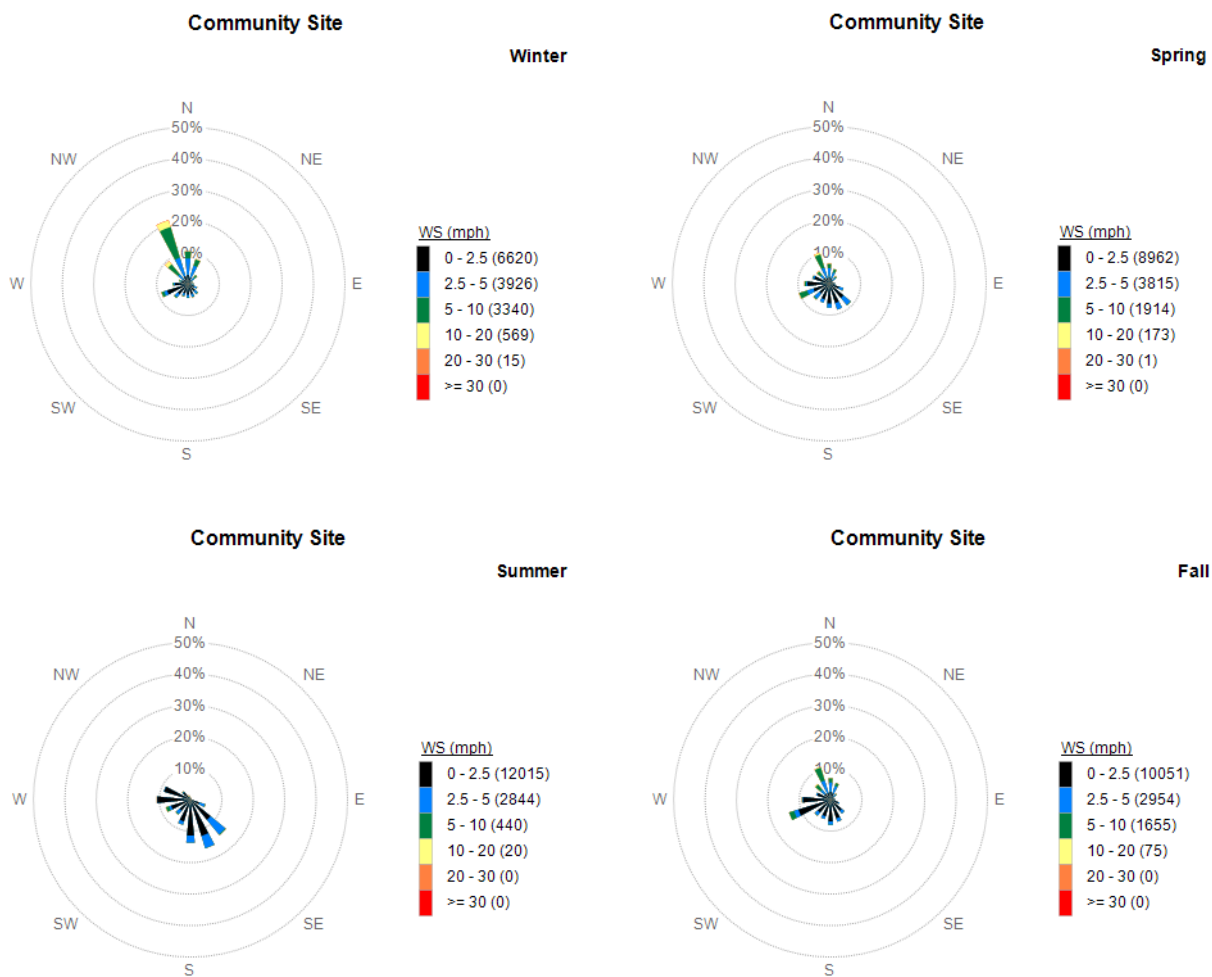 Community Site
Winter
N
50%
NW
NE
40%
30%
20%
10%
W
E
SW
SE
S
WS (mph)
0 - 2.5 (6620)
2.5 - 5 (3926)
5 - 10 (3340)
10 - 20 (569)
20 - 30 (15)
>= 30 (0)
Community Site
Spring
N
50%
NW
NE
40%
30%
20%
10%
W
E
SW
SE
S
WS (mph)
0 - 2.5 (8962)
2.5 - 5 (3815)
5 - 10 (1914)
10 - 20 (173)
20 - 30 (1)
>= 30 (0)
Community Site
Summer
N
50%
NW
NE
40%
30%
20%
10%
W
E
SW
SE
S
WS (mph)
0 - 2.5 (12015)
2.5 - 5 (2844)
5 - 10 (440)
10 - 20 (20)
20 - 30 (0)
>= 30 (0)
Community Site
Fall
N
50%
NW
NE
40%
30%
20%
10%
W
E
SW
SE
S
WS (mph)
0 - 2.5 (10051)
2.5 - 5 (2954)
5 - 10 (1655)
10 - 20 (75)
20 - 30 (0)
>= 30 (0)